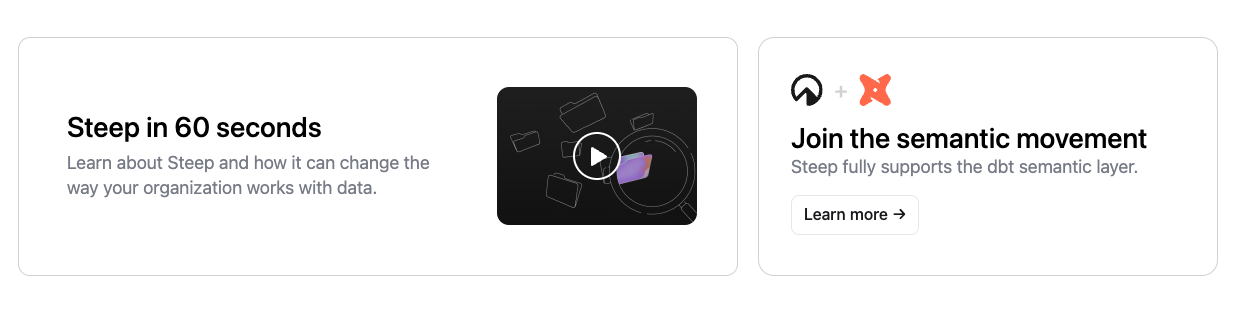 Steep in 60 seconds
Learn about Steep and how it can change the
way your organization works with data.
+
Join the semantic movement
Steep fully supports the dbt semantic layer.
Learn more →